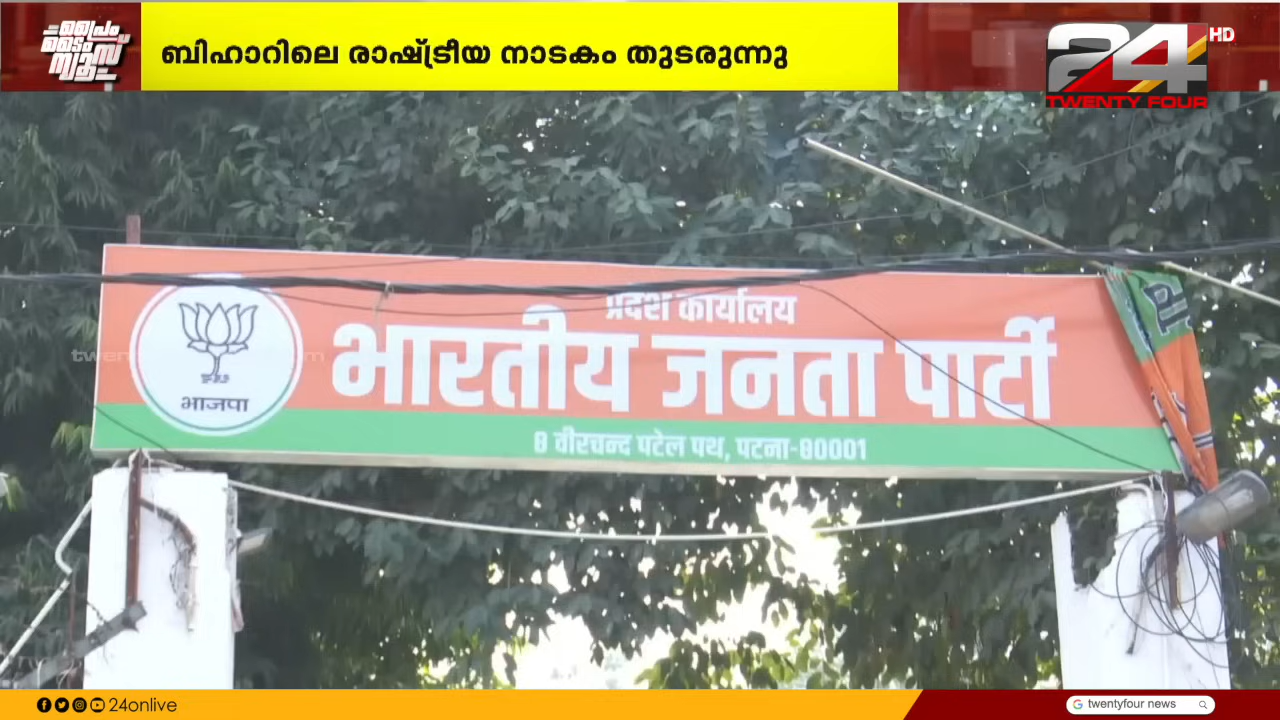 പ്രൈം
ടൈം
ന്യൂസ്
ബിഹാറിലെ രാഷ്ട്രീയ നാടകം തുടരുന്നു
24 HD
TWENTY FOUR
प्रदेश कार्यालय
भारतीय जनता पार्टी
भाजपा
8 वीरचन्द पटेल पथ, पटना-80001
24onlive
twentyfour news